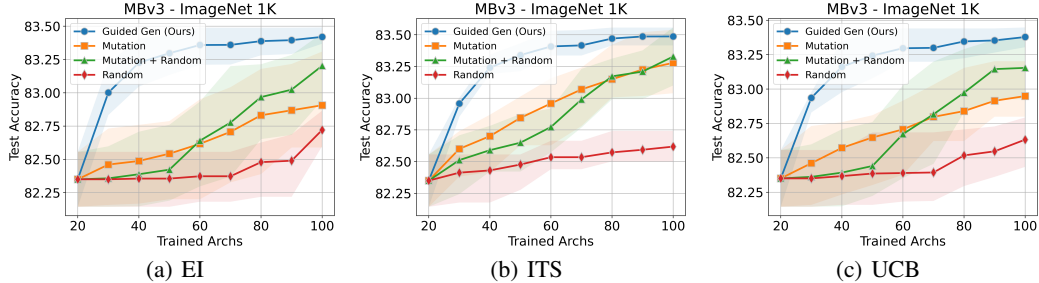 MBv3 - ImageNet 1K
83.50
83.25
83.00
82.75
82.50
82.25
Test Accuracy
Guided Gen (Ours)
Mutation
Mutation + Random
Random
20 40 60 80 100
Trained Archs
(a) EI
MBv3 - ImageNet 1K
83.50
83.25
83.00
82.75
82.50
82.25
Test Accuracy
Guided Gen (Ours)
Mutation
Mutation + Random
Random
20 40 60 80 100
Trained Archs
(b) ITS
MBv3 - ImageNet 1K
83.50
83.25
83.00
82.75
82.50
82.25
Test Accuracy
Guided Gen (Ours)
Mutation
Mutation + Random
Random
20 40 60 80 100
Trained Archs
(c) UCB